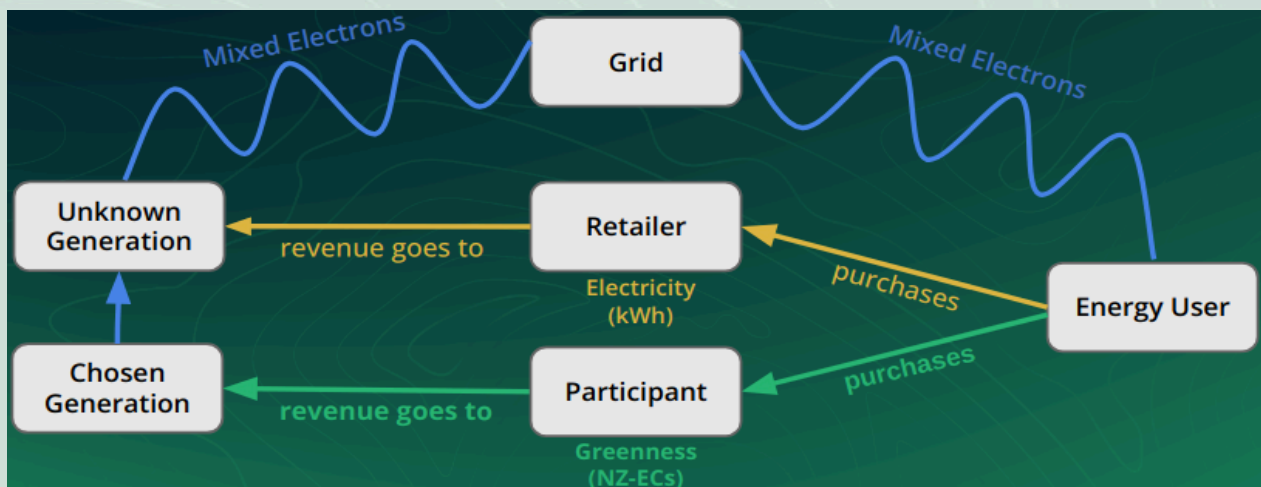 Mixed Electrons
Grid
Mixed Electrons
Unknown
Generation
revenue goes to
Retailer
Electricity
(kWh)
purchases
Energy User
Chosen
Generation
revenue goes to
Participant
Greenness
(NZ-ECs)
purchases